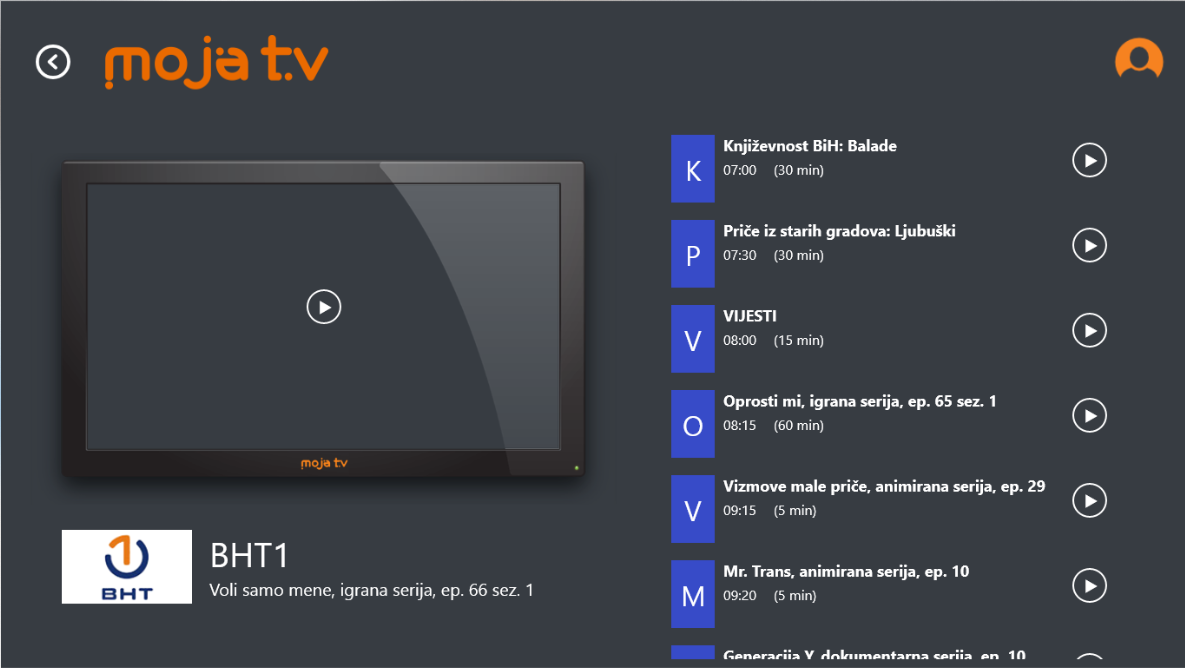 moja tv
moja tv
BHT
BHT1
Voli samo mene, igrana serija, ep. 66 sez. 1
K
Književnost BiH: Balade
07:00 (30 min)
P
Priče iz starih gradova: Ljubuški
07:30 (30 min)
V
VIJESTI
08:00 (15 min)
O
Oprosti mi, igrana serija, ep. 65 sez. 1
08:15 (60 min)
V
Vizmove male priče, animirana serija, ep. 29
09:15 (5 min)
M
Mr. Trans, animirana serija, ep. 10
09:20 (5 min)
Generacija Y, dokumentarna serija, ep. 10